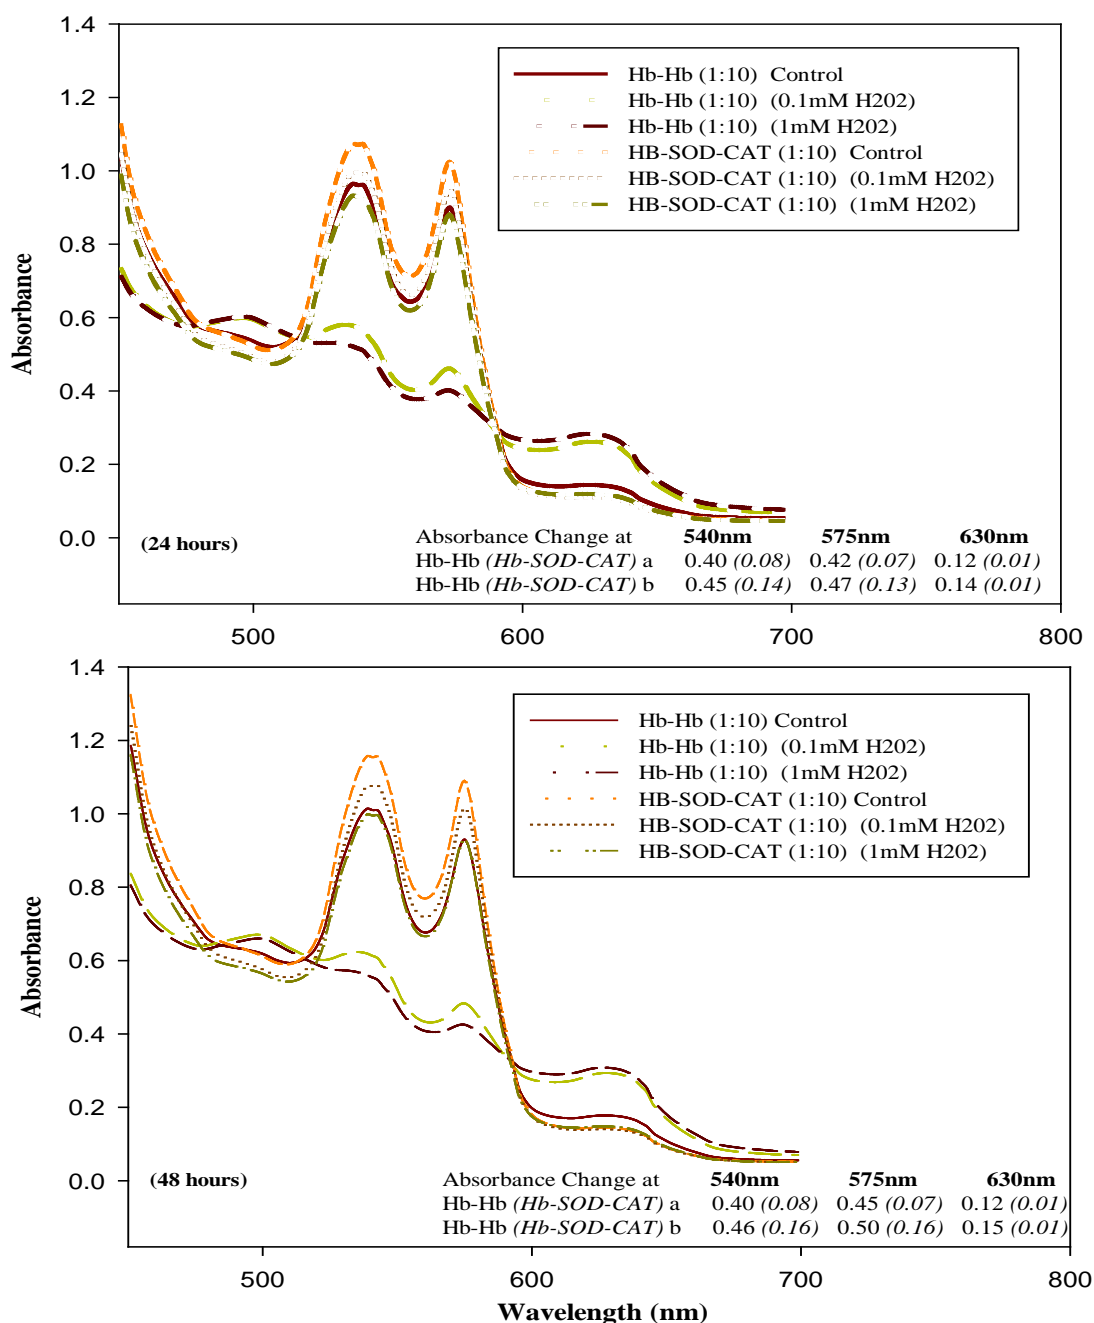 1.4
1.2
1.0
0.8
0.6
0.4
0.2
0.0
Absorbance
Hb-Hb (1:10) Control
Hb-Hb (1:10) (0.1mM H202)
Hb-Hb (1:10) (1mM H202)
HB-SOD-CAT (1:10) Control
HB-SOD-CAT (1:10) (0.1mM H202)
HB-SOD-CAT (1:10) (1mM H202)
(24 hours)
Absorbance Change at 540nm 575nm 630nm
Hb-Hb (Hb-SOD-CAT) a 0.40 (0.08) 0.42 (0.07) 0.12 (0.01)
Hb-Hb (Hb-SOD-CAT) b 0.45 (0.14) 0.47 (0.13) 0.14 (0.01)
500 600 700 800
1.4
1.2
1.0
0.8
0.6
0.4
0.2
0.0
Absorbance
Hb-Hb (1:10) Control
Hb-Hb (1:10) (0.1mM H202)
Hb-Hb (1:10) (1mM H202)
HB-SOD-CAT (1:10) Control
HB-SOD-CAT (1:10) (0.1mM H202)
HB-SOD-CAT (1:10) (1mM H202)
(48 hours)
Absorbance Change at 540nm 575nm 630nm
Hb-Hb (Hb-SOD-CAT) a 0.40 (0.08) 0.45 (0.07) 0.12 (0.01)
Hb-Hb (Hb-SOD-CAT) b 0.46 (0.16) 0.50 (0.16) 0.15 (0.01)
500 600 700 800
Wavelength (nm)